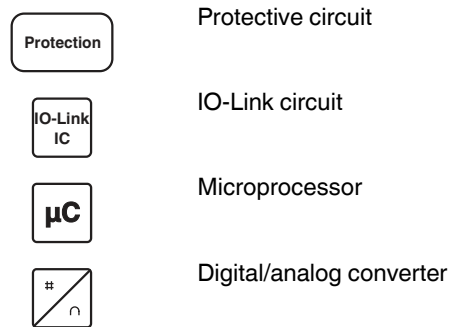 Protection
Protective circuit
IO-Link
IC
IO-Link circuit
µC
Microprocessor
#
∩
Digital/analog converter